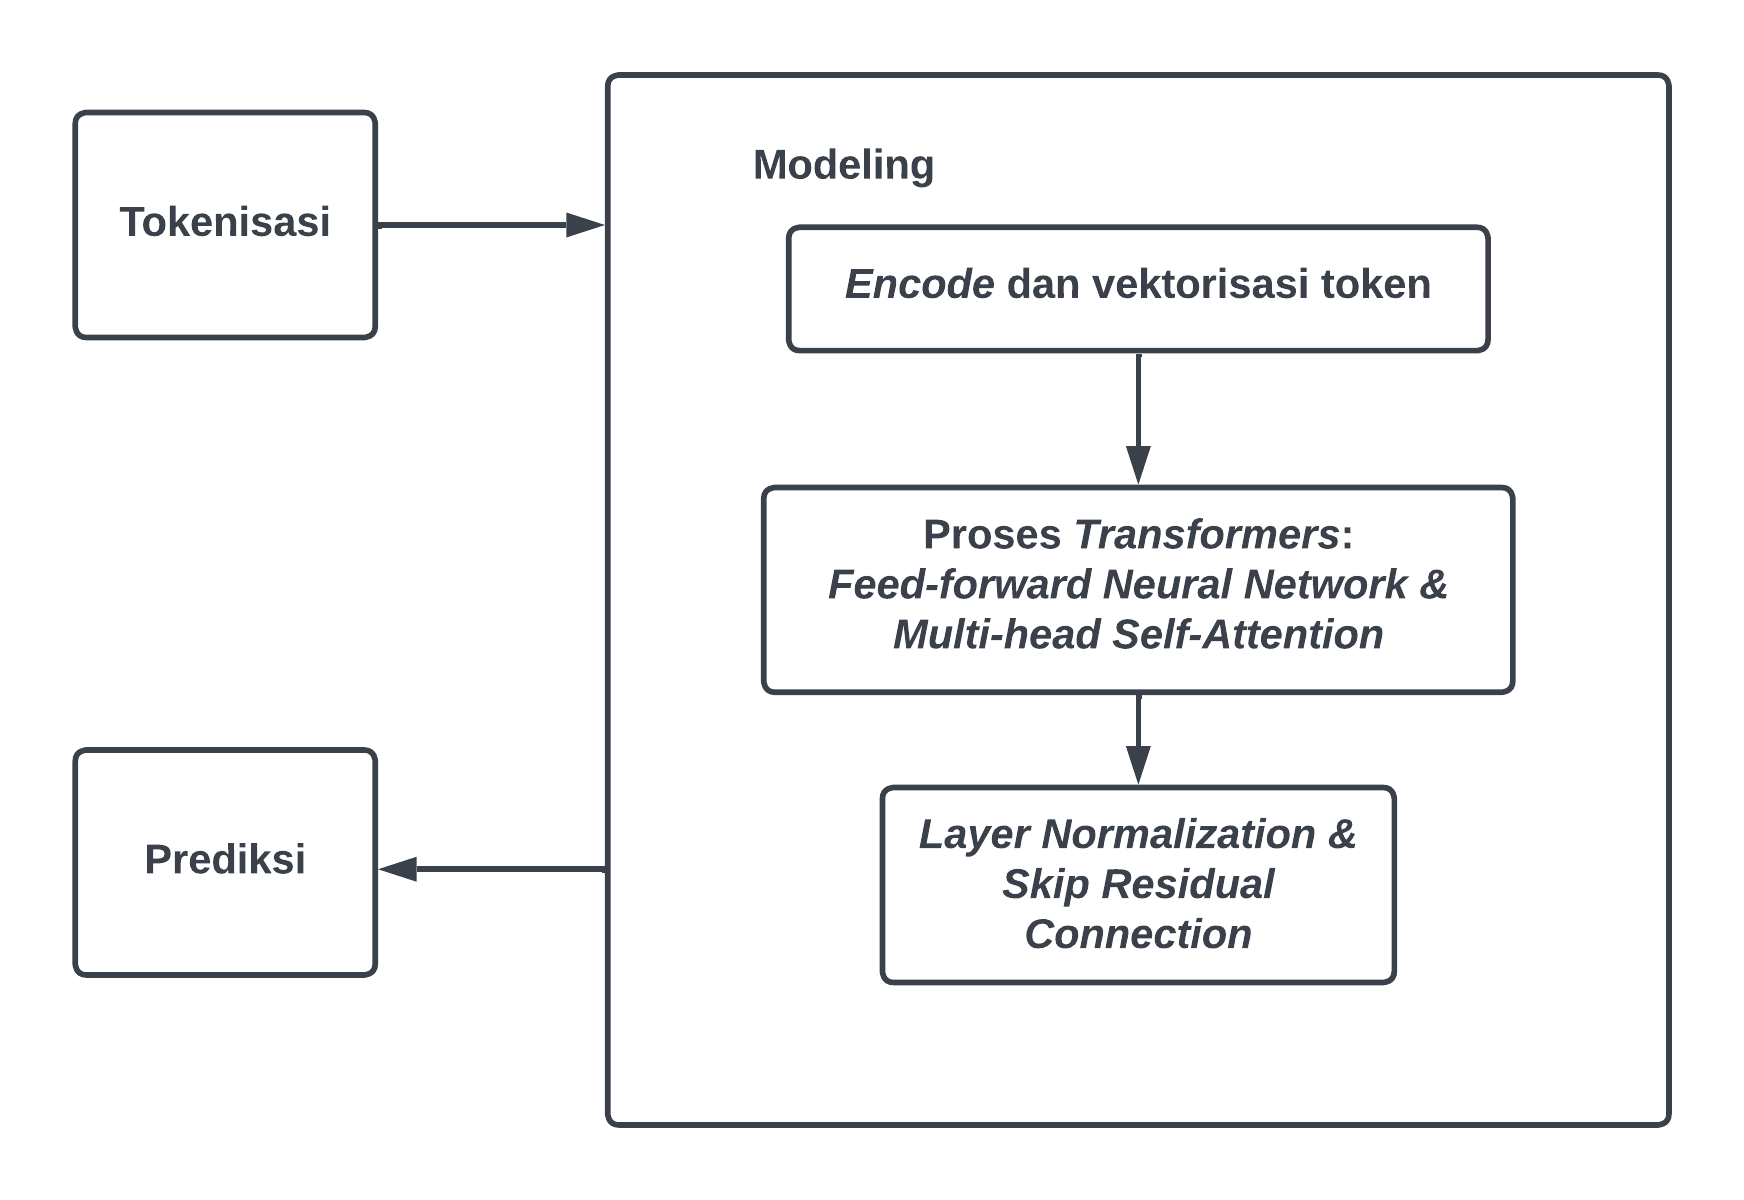 Tokenisasi
Modeling
Encode dan vektorisasi token
Proses Transformers:
Feed-forward Neural Network &
Multi-head Self-Attention
Layer Normalization &
Skip Residual
Connection
Prediksi